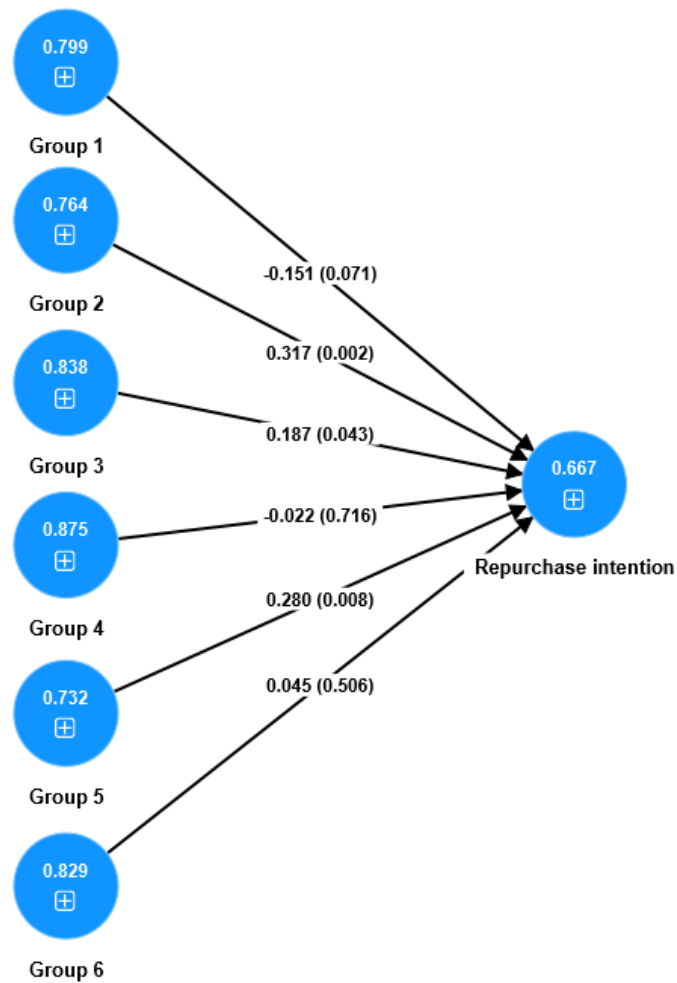 0.799
Group 1
0.764
Group 2
-0.151 (0.071)
0.317 (0.002)
0.838
Group 3
0.187 (0.043)
0.667
Repurchase intention
0.875
Group 4
-0.022 (0.716)
0.280 (0.008)
0.732
Group 5
0.045 (0.506)
0.829
Group 6